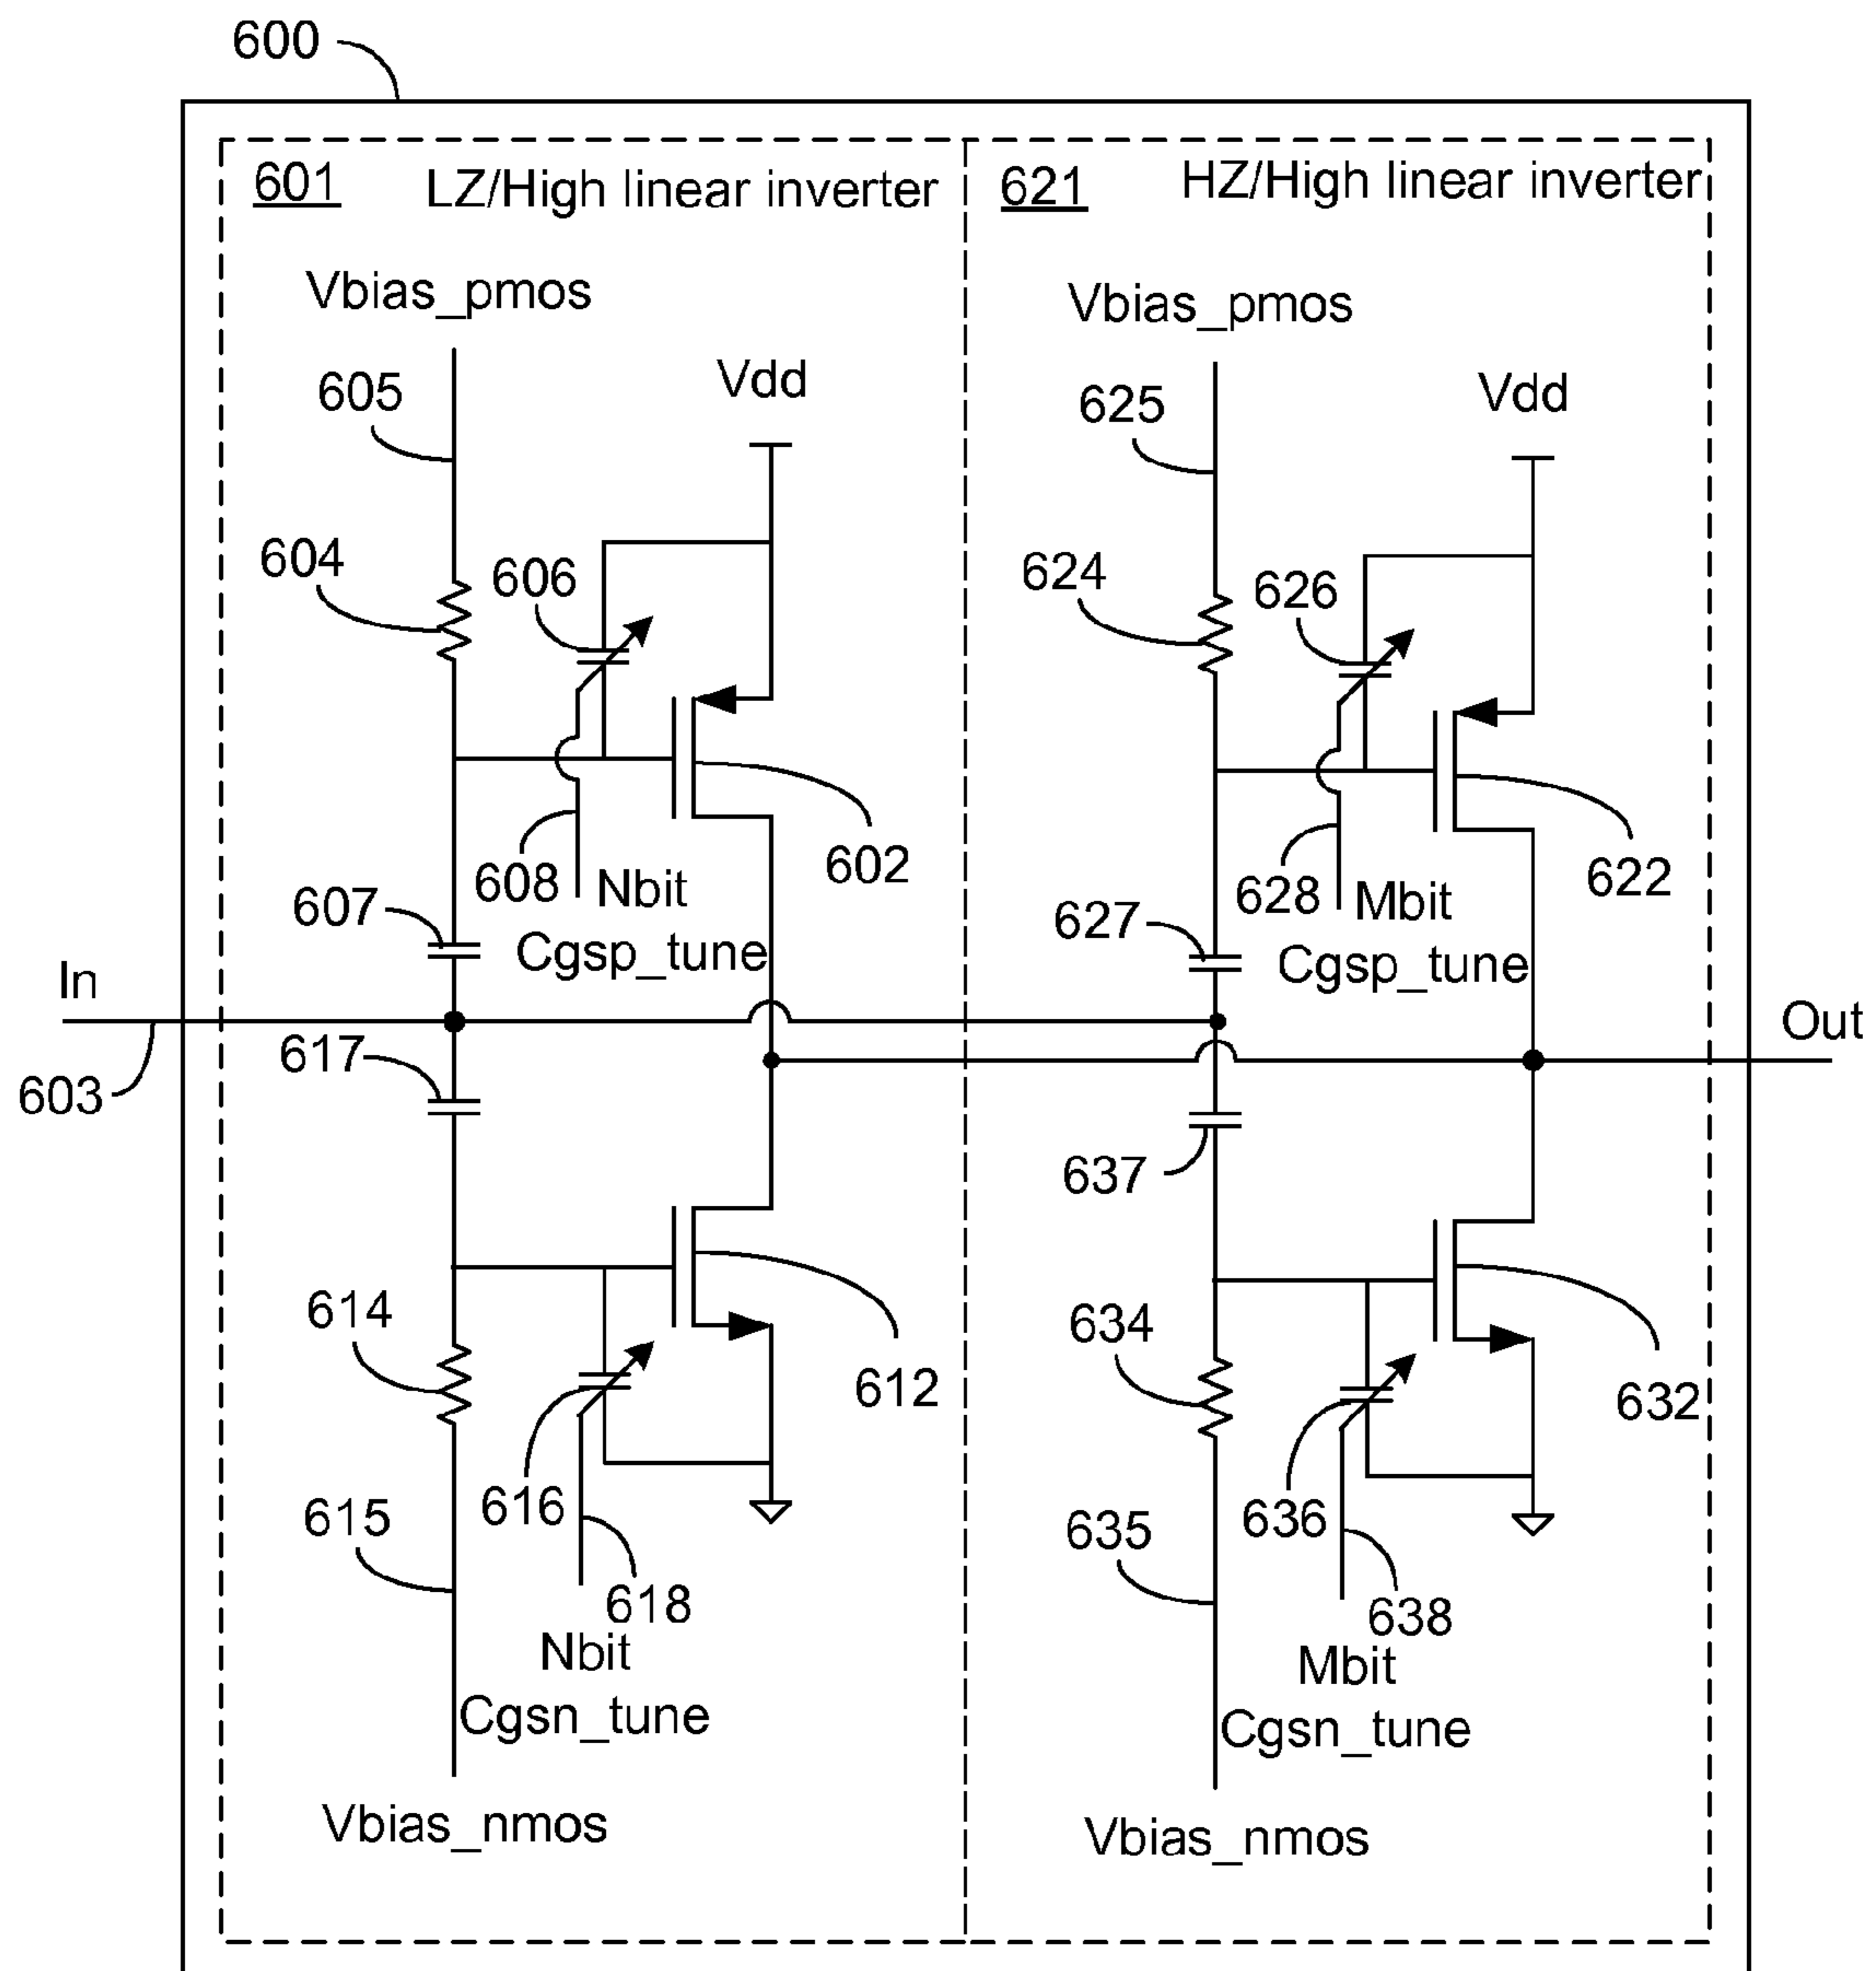 600
601
LZ/High linear inverter
621
HZ/High linear inverter
Vbias_pmos
Vbias_pmos
605
Vdd
625
Vdd
604
606
624
626
608
Nbit
Cgsp_tune
602
628
Mbit
Cgsp_tune
622
607
627
In
Out
603
617
637
614
612
634
632
616
636
615
635
618
Nbit
Cgsn_tune
638
Mbit
Cgsn_tune
Vbias_nmos
Vbias_nmos